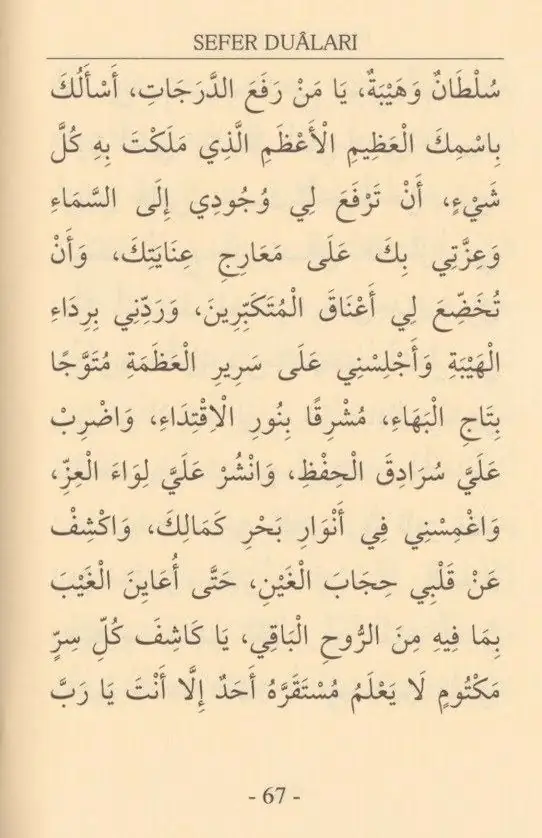 SEFER DUÂLARI
سُلْطَانٌ وَهَيْبَةٌ، يَا مَنْ رَفَعَ الدَّرَجَاتِ، أَسْأَلُكَ
بِاسْمِكَ الْعَظِيمِ الْأَعْظَمِ الَّذِي مَلَكْتَ بِهِ كُلَّ
شَيْءٍ، أَنْ تَرْفَعَ لِي وُجُودِي إِلَى السَّمَاءِ
وَعِزَّتِي بِكَ عَلَى مَعَارِجِ عِنَايَتِكَ، وَأَنْ
تُخَضِّعَ لِي أَعْنَاقَ الْمُتَكَبِّرِينَ، وَرَدِّنِي بِرِدَاءِ
الْهَيْبَةِ وَأَجْلِسْنِي عَلَى سَرِيرِ الْعَظَمَةِ مُتَوَّجًا
بِتَاجِ الْبَهَاءِ، مُشْرِقًا بِنُورِ الْاِقْتِدَاءِ، وَاضْرِبْ
عَلَيَّ سُرَادِقَ الْحِفْظِ، وَانْشُرْ عَلَيَّ لِوَاءَ الْعِزِّ،
وَاغْمِسْنِي فِي أَنْوَارِ بَحْرِ كَمَالِكَ، وَاكْشِفْ
عَنْ قَلْبِي حِجَابَ الْغَيْنِ، حَتَّى أُعَايِنَ الْغَيْبَ
بِمَا فِيهِ مِنَ الرُّوحِ الْبَاقِي، يَا كَاشِفَ كُلِّ سِرٍّ
مَكْتُومٍ لَا يَعْلَمُ مُسْتَقَرَّهُ أَحَدٌ إِلَّا أَنْتَ يَا رَبَّ
- 67 -